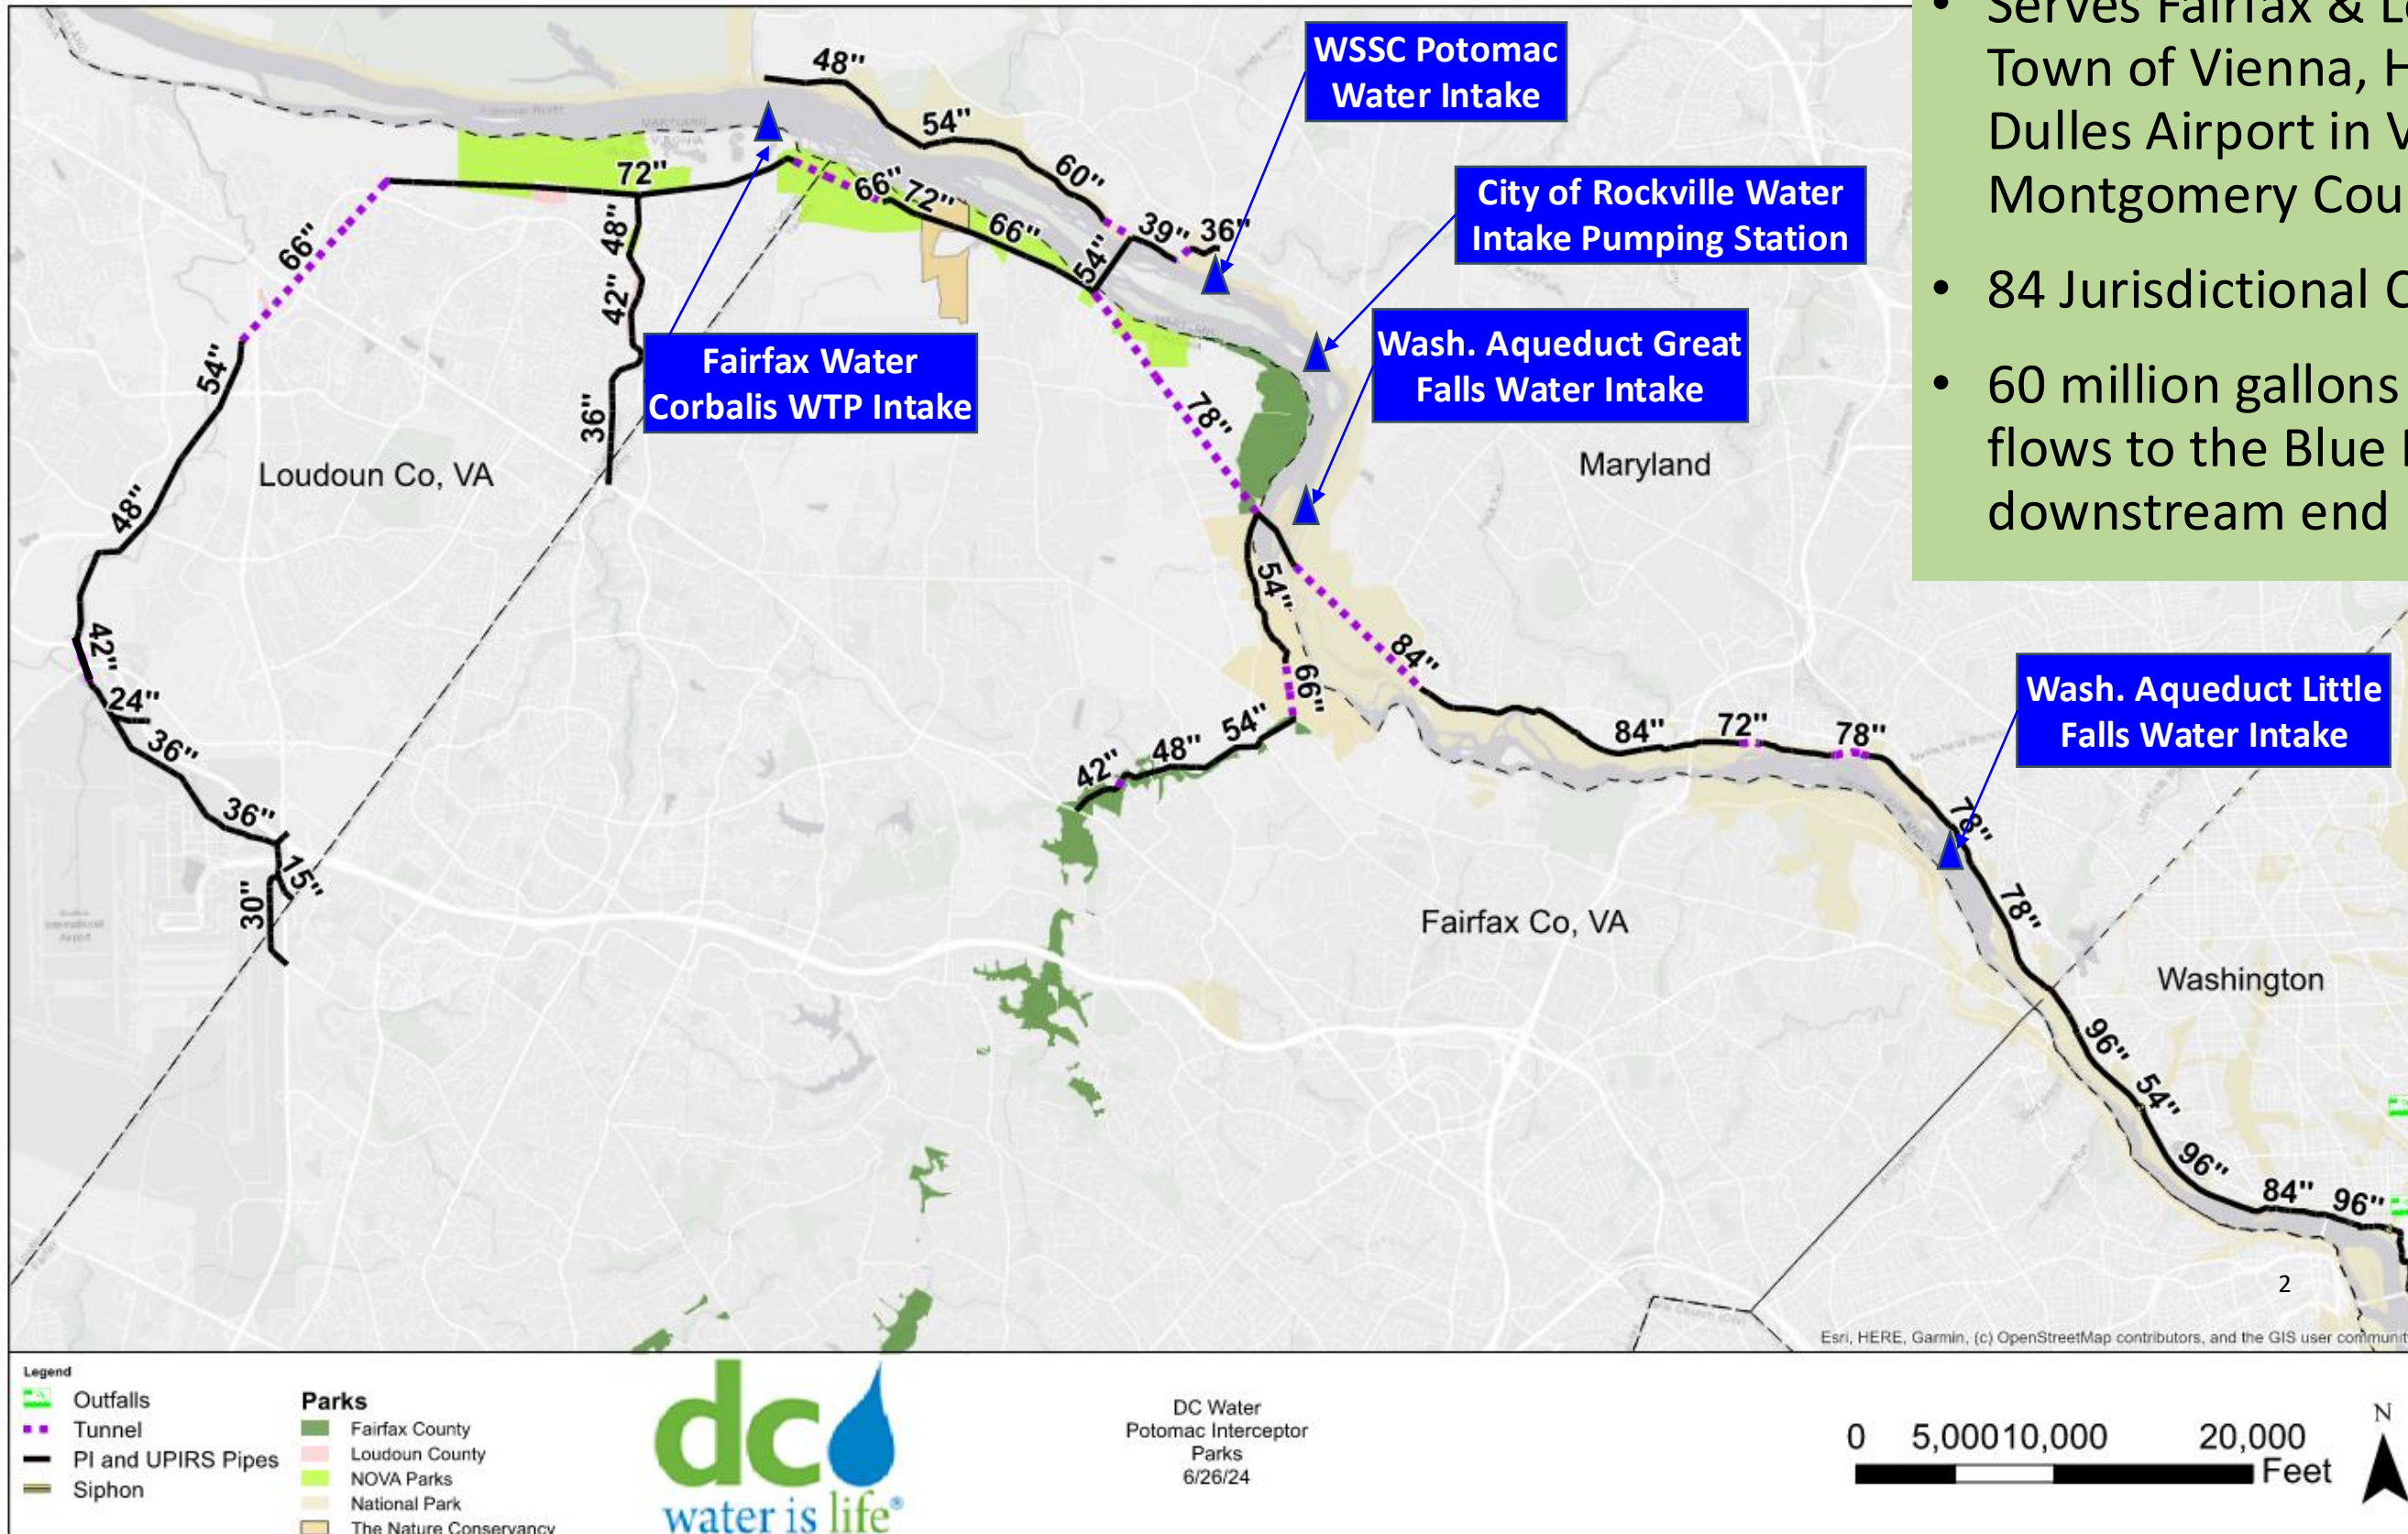 Serves Fairfax &
Town of Vienna,
Dulles Airport in
Montgomery
84 Jurisdictional
60 million gallons
flows to the Blue
downstream end
WSSC Potomac
Water Intake
City of Rockville Water
Intake Pumping Station
Wash. Aqueduct Great
Falls Water Intake
Fairfax Water
Corbalis WTP Intake
Wash. Aqueduct Little
Falls Water Intake
48"
54"
60"
39"
36"
54"
66"
72"
66"
72"
48"
42"
36"
66"
54"
48"
42"
24"
36"
36"
15"
30"
78"
54"
66"
54"
48"
42"
84"
84"
72"
78"
78"
78"
96"
54"
96"
84"
96"
Potomac River
MARYLAND
VIRGINIA
Loudoun Co, VA
Maryland
Fairfax Co, VA
Washington
Dulles
International
Airport
2
Esri, HERE, Garmin, (c) OpenStreetMap contributors, and the GIS user
Legend
Outfalls
Tunnel
PI and UPIRS Pipes
Siphon
Parks
Fairfax County
Loudoun County
NOVA Parks
National Park
The Nature Conservancy
dc
water is life®
DC Water
Potomac Interceptor
Parks
6/26/24
0 5,000 10,000 20,000
Feet
N